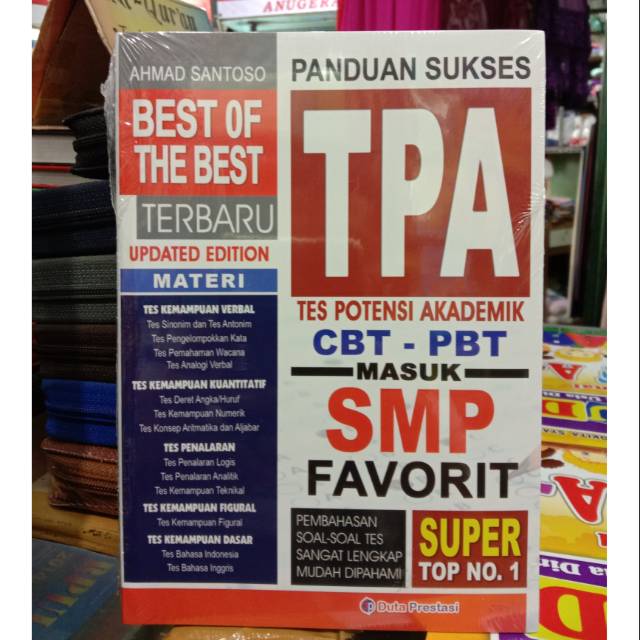 ANUGERA
AHMAD SANTOSO
BEST OF
THE BEST
TERBARU
UPDATED EDITION
MATERI
TES KEMAMPUAN VERBAL
Tes Sinonim dan Tes Antonim
Tes Pengelompokkan Kata
Tes Pemahaman Wacana
Tes Analogi Verbal
TES KEMAMPUAN KUANTITATIF
Tes Deret Angka/Huruf
Tes Kemampuan Numerik
Tes Konsep Aritmatika dan Aljabar
TES PENALARAN
Tes Penalaran Logis
Tes Penalaran Analitik
Tes Kemampuan Teknikal
TES KEMAMPUAN FIGURAL
Tes Kemampuan Figural
TES KEMAMPUAN DASAR
Tes Bahasa Indonesia
Tes Bahasa Inggris
PANDUAN SUKSES
TPA
TES POTENSI AKADEMIK
CBT - PBT
MASUK
SMP
FAVORIT
PEMBAHASAN
SOAL-SOAL TES
SANGAT LENGKAP
MUDAH DIPAHAMI
SUPER
TOP NO. 1
Duta Prestasi